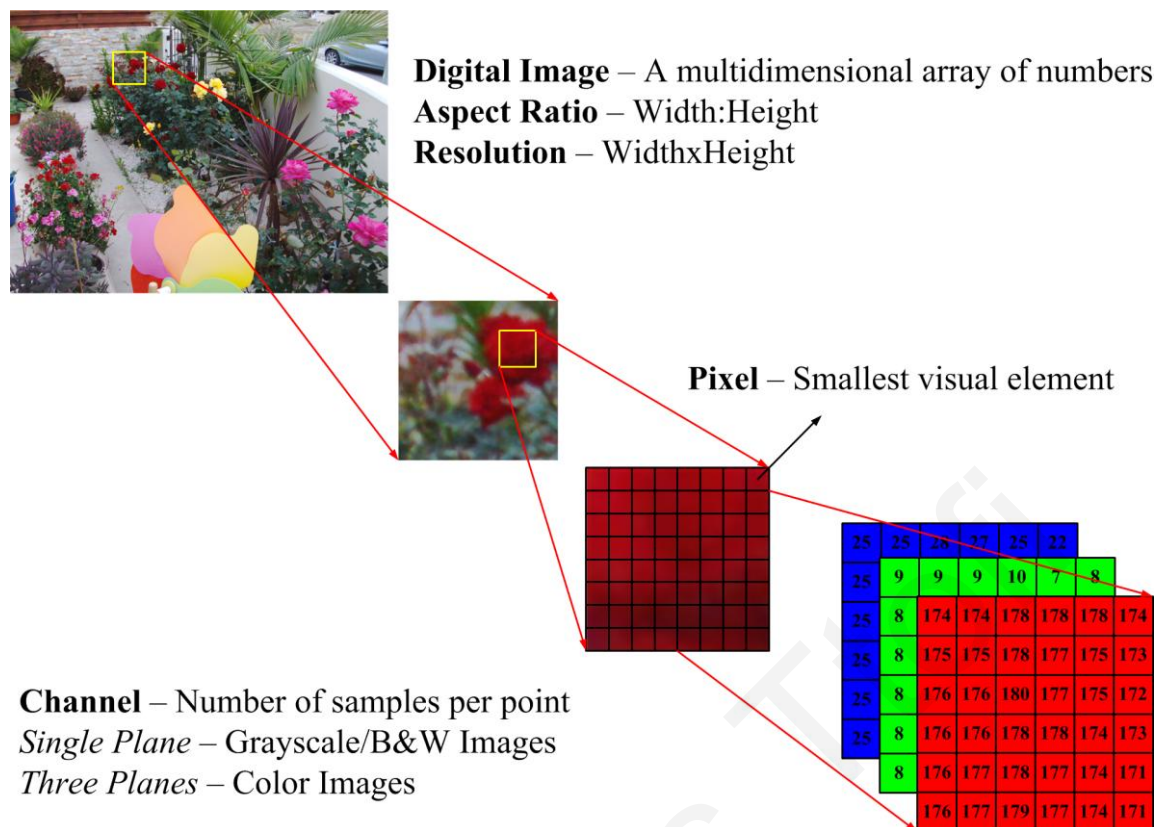 Digital Image – A multidimensional array of numbers
Aspect Ratio – Width:Height
Resolution – WidthxHeight
Pixel – Smallest visual element
25 25 28 27 25 22
25 9 9 9 10 7 8
25 8 174 174 178 178 178 174
25 8 175 175 178 177 175 173
25 8 176 176 180 177 175 172
25 8 176 176 178 178 174 173
8 176 177 178 177 174 171
176 177 179 177 174 171
Channel – Number of samples per point
Single Plane – Grayscale/B&W Images
Three Planes – Color Images